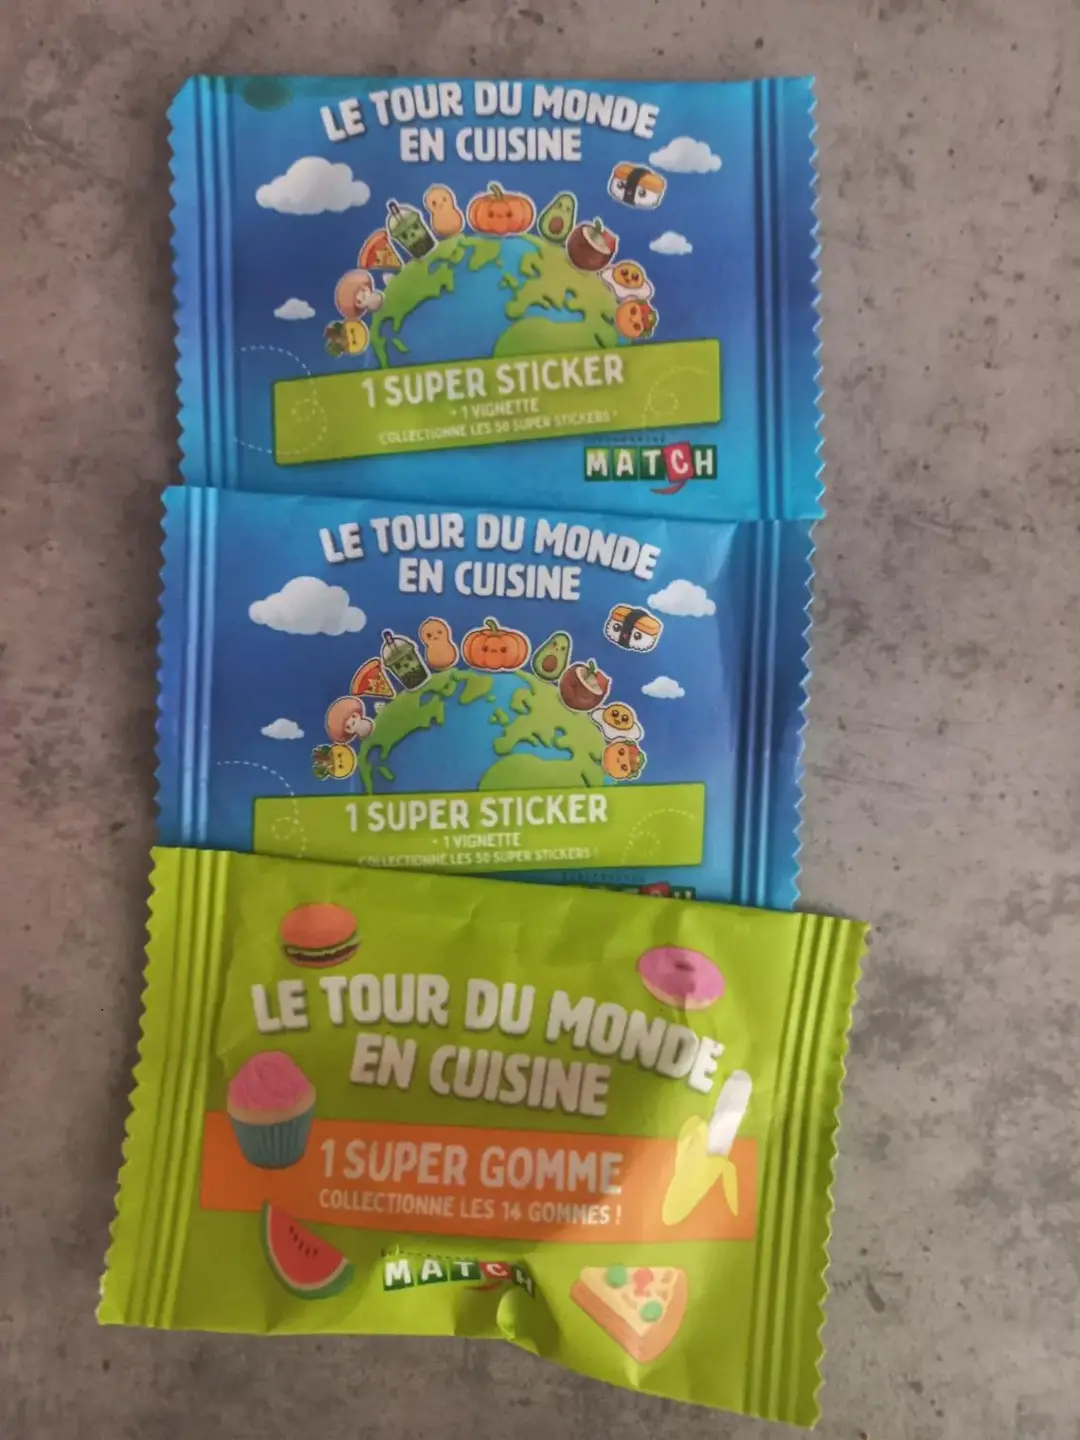 LE TOUR DU MONDE
EN CUISINE
1 SUPER STICKER
+ 1 VIGNETTE
COLLECTIONNE LES 50 SUPER STICKERS !
MATCH
LE TOUR DU MONDE
EN CUISINE
1 SUPER STICKER
+ 1 VIGNETTE
COLLECTIONNE LES 50 SUPER STICKERS !
LE TOUR DU MONDE
EN CUISINE
1 SUPER GOMME
COLLECTIONNE LES 14 GOMMES !
MATCH